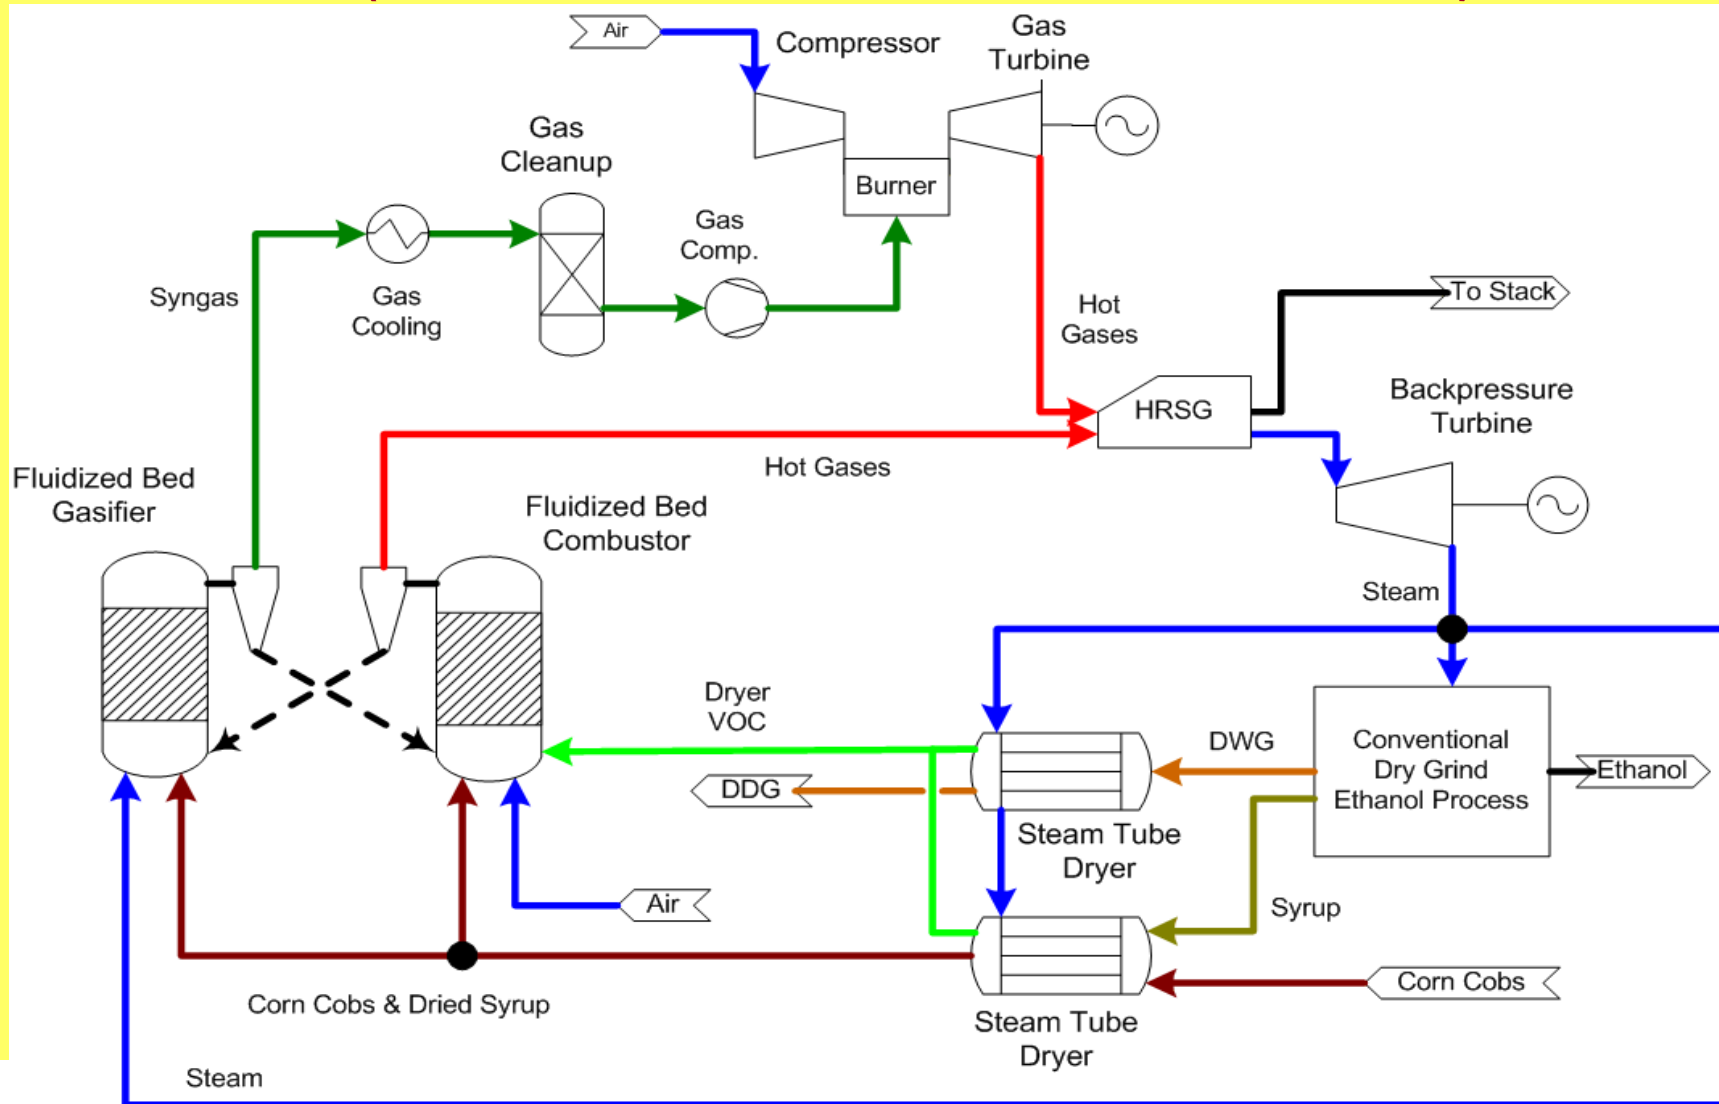 Air
Compressor
Gas
Turbine
Gas
Cleanup
Burner
Gas
Comp.
Syngas
Gas
Cooling
Hot
Gases
To Stack
HRSG
Backpressure
Turbine
Hot Gases
Fluidized Bed
Gasifier
Fluidized Bed
Combustor
Steam
Dryer
VOC
DWG
Conventional
Dry Grind
Ethanol Process
Ethanol
DDG
Steam Tube
Dryer
Air
Syrup
Corn Cobs
Corn Cobs & Dried Syrup
Steam Tube
Dryer
Steam